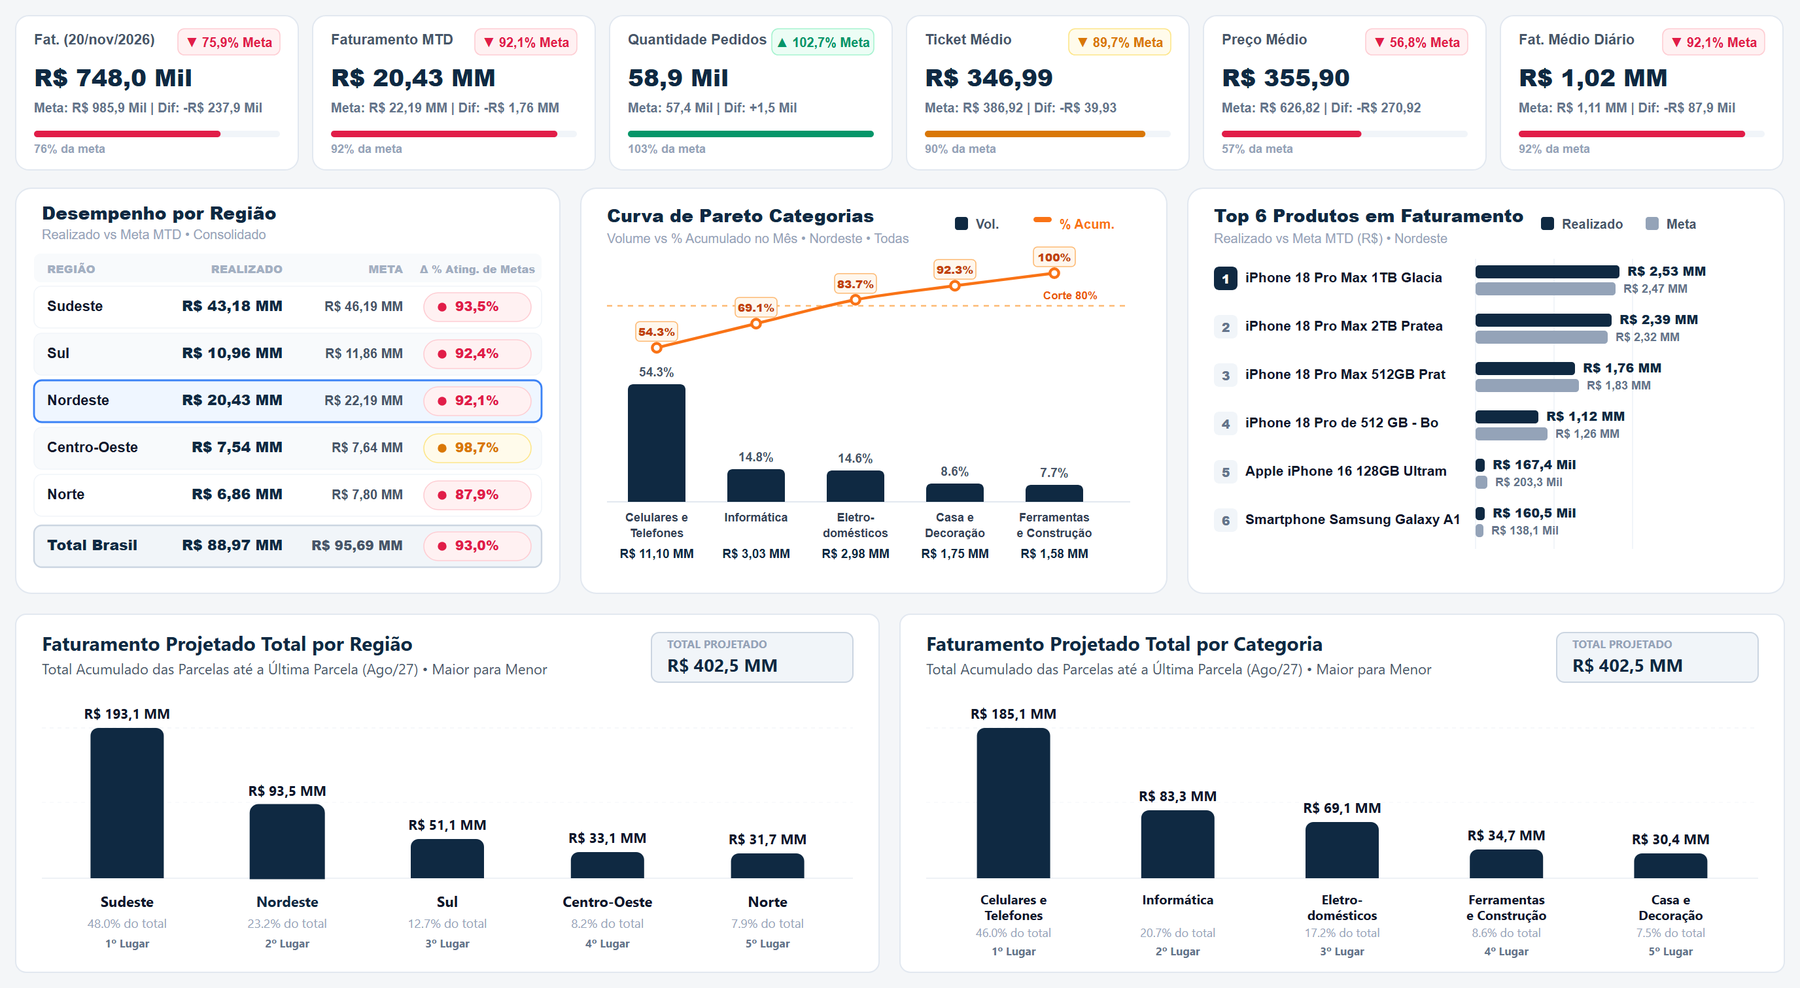 Fat. (20/nov/2026)
▼ 75,9% Meta
R$ 748,0 Mil
Meta: R$ 985,9 Mil | Dif: -R$ 237,9 Mil
76% da meta
Faturamento MTD
▼ 92,1% Meta
R$ 20,43 MM
Meta: R$ 22,19 MM | Dif: -R$ 1,76 MM
92% da meta
Quantidade Pedidos
▲ 102,7% Meta
58,9 Mil
Meta: 57,4 Mil | Dif: +1,5 Mil
103% da meta
Ticket Médio
▼ 89,7% Meta
R$ 346,99
Meta: R$ 386,92 | Dif: -R$ 39,93
90% da meta
Preço Médio
▼ 56,8% Meta
R$ 355,90
Meta: R$ 626,82 | Dif: -R$ 270,92
57% da meta
Fat. Médio Diário
▼ 92,1% Meta
R$ 1,02 MM
Meta: R$ 1,11 MM | Dif: -R$ 87,9 Mil
92% da meta
Desempenho por Região
Realizado vs Meta MTD • Consolidado
REGIÃO REALIZADO META Δ % Ating. de Metas
Sudeste R$ 43,18 MM R$ 46,19 MM 93,5%
Sul R$ 10,96 MM R$ 11,86 MM 92,4%
Nordeste R$ 20,43 MM R$ 22,19 MM 92,1%
Centro-Oeste R$ 7,54 MM R$ 7,64 MM 98,7%
Norte R$ 6,86 MM R$ 7,80 MM 87,9%
Total Brasil R$ 88,97 MM R$ 95,69 MM 93,0%
Curva de Pareto Categorias
Volume vs % Acumulado no Mês • Nordeste • Todas
Vol. % Acum.
54.3% 69.1% 83.7% 92.3% 100%
Corte 80%
54.3% 14.8% 14.6% 8.6% 7.7%
Celulares e Informática Eletro- Casa e Ferramentas
Telefones domésticos Decoração e Construção
R$ 11,10 MM R$ 3,03 MM R$ 2,98 MM R$ 1,75 MM R$ 1,58 MM
Top 6 Produtos em Faturamento
Realizado vs Meta MTD (R$) • Nordeste
Realizado Meta
1 iPhone 18 Pro Max 1TB Glacia R$ 2,53 MM
R$ 2,47 MM
2 iPhone 18 Pro Max 2TB Pratea R$ 2,39 MM
R$ 2,32 MM
3 iPhone 18 Pro Max 512GB Prat R$ 1,76 MM
R$ 1,83 MM
4 iPhone 18 Pro de 512 GB - Bo R$ 1,12 MM
R$ 1,26 MM
5 Apple iPhone 16 128GB Ultram R$ 167,4 Mil
R$ 203,3 Mil
6 Smartphone Samsung Galaxy A1 R$ 160,5 Mil
R$ 138,1 Mil
Faturamento Projetado Total por Região
Total Acumulado das Parcelas até a Última Parcela (Ago/27) • Maior para Menor
TOTAL PROJETADO
R$ 402,5 MM
R$ 193,1 MM R$ 93,5 MM R$ 51,1 MM R$ 33,1 MM R$ 31,7 MM
Sudeste Nordeste Sul Centro-Oeste Norte
48.0% do total 23.2% do total 12.7% do total 8.2% do total 7.9% do total
1º Lugar 2º Lugar 3º Lugar 4º Lugar 5º Lugar
Faturamento Projetado Total por Categoria
Total Acumulado das Parcelas até a Última Parcela (Ago/27) • Maior para Menor
TOTAL PROJETADO
R$ 402,5 MM
R$ 185,1 MM R$ 83,3 MM R$ 69,1 MM R$ 34,7 MM R$ 30,4 MM
Celulares e Informática Eletro- Ferramentas Casa e
Telefones domésticos e Construção Decoração
46.0% do total 20.7% do total 17.2% do total 8.6% do total 7.5% do total
1º Lugar 2º Lugar 3º Lugar 4º Lugar 5º Lugar